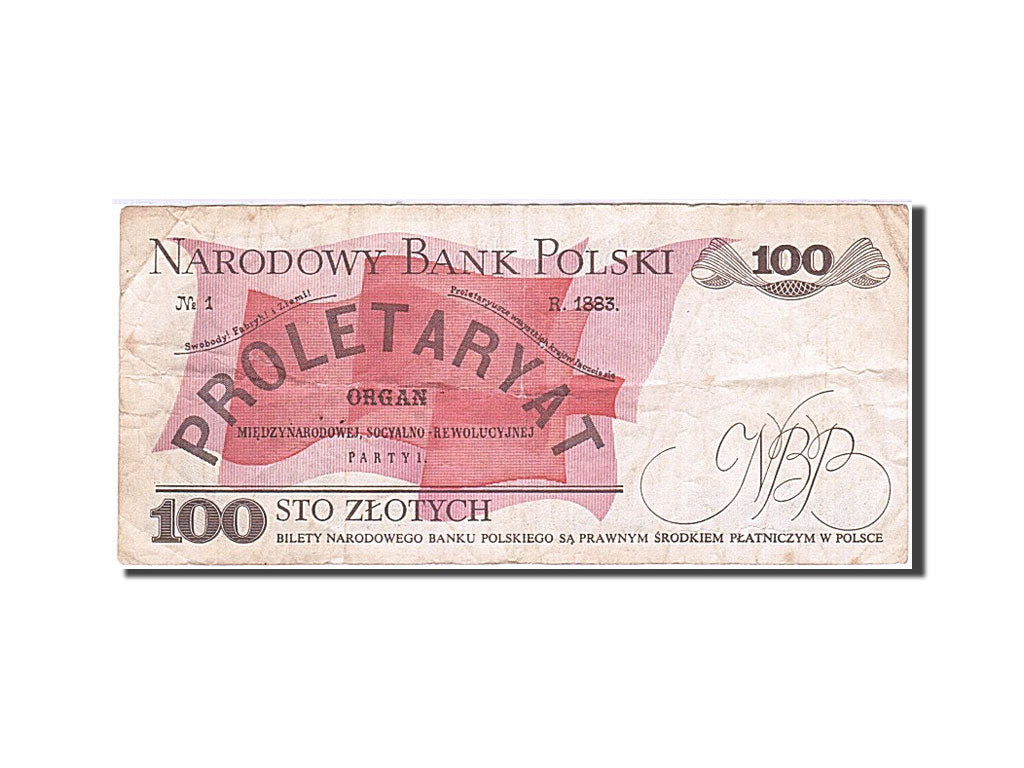 NARODOWY BANK POLSKI 100
№ 1 R. 1883.
Swobody! Fabryki i Ziemi!
Proletaryusze wszystkich krajów łączcie się
PROLETARYAT
ORGAN
MIĘDZYNARODOWEJ, SOCYALNO-REWOLUCYJNEJ
PARTYI.
100 STO ZŁOTYCH
BILETY NARODOWEGO BANKU POLSKIEGO SĄ PRAWNYM ŚRODKIEM PŁATNICZYM W POLSCE
NBP